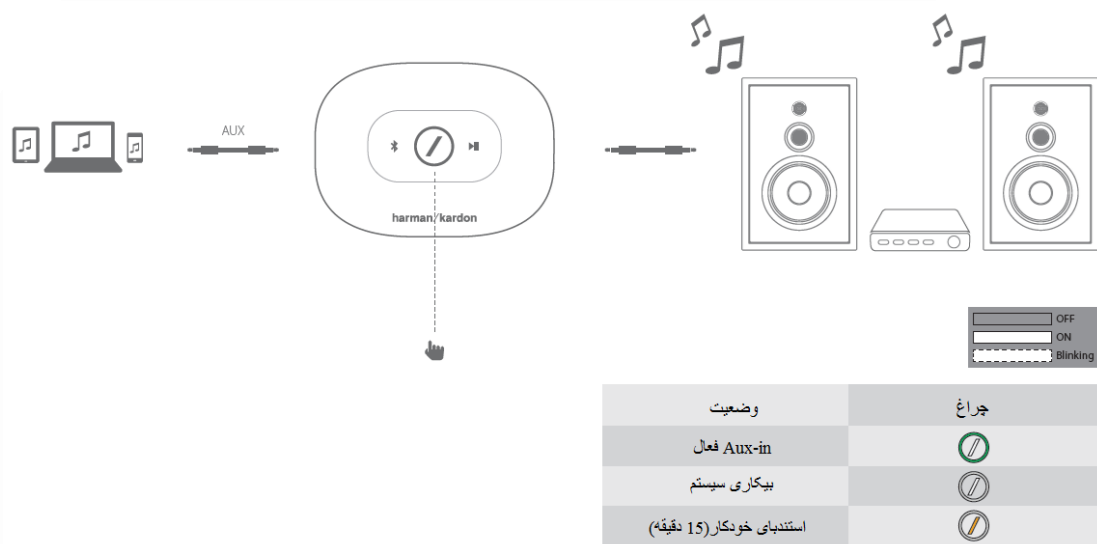 AUX
harman/kardon
OFF
ON
Blinking
چراغ
وضعیت
Aux-in فعال
بیکاری سیستم
استندبای خودکار(15 دقیقه)